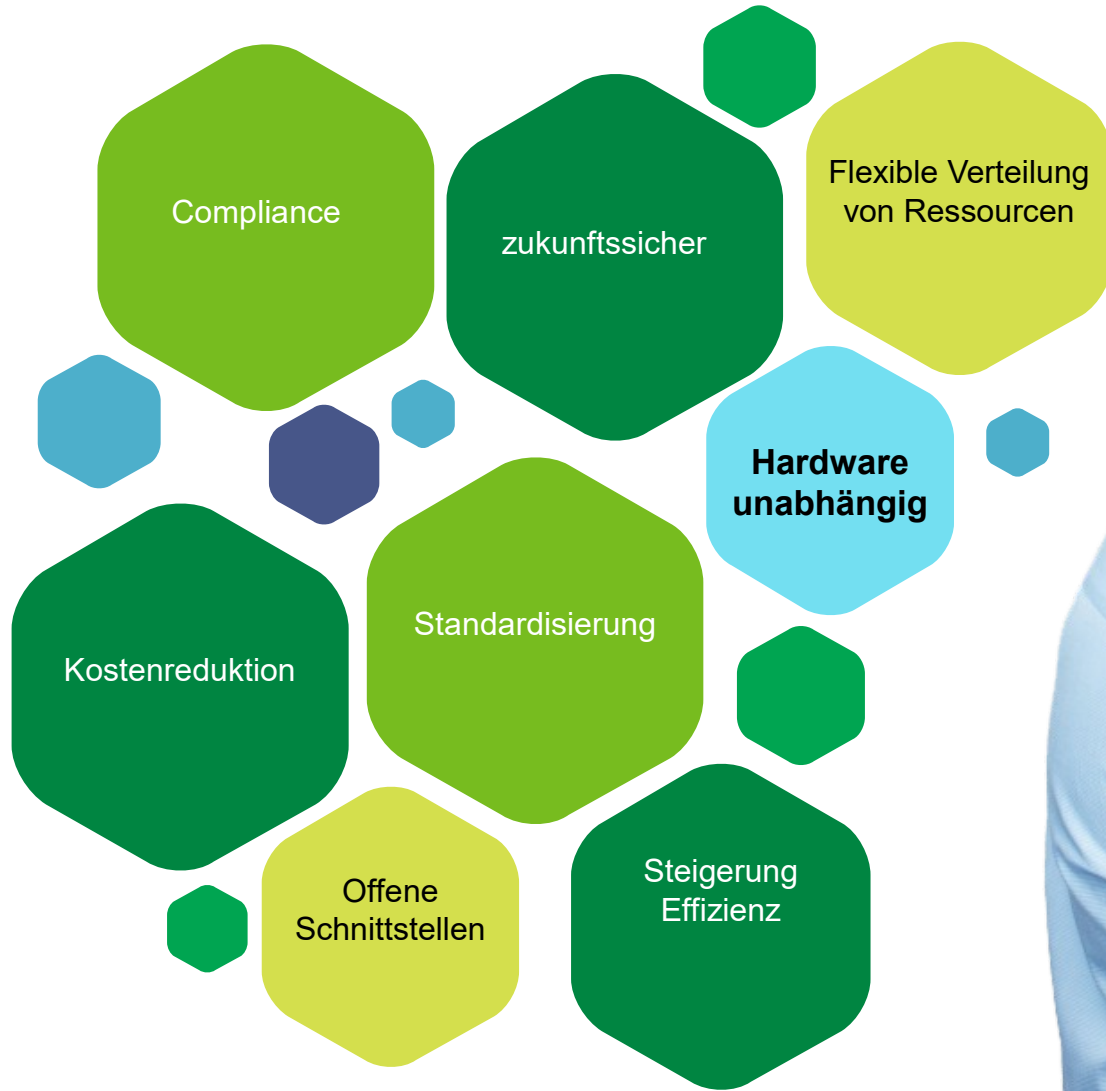 Compliance
zukunftssicher
Flexible Verteilung
von Ressourcen
Hardware
unabhängig
Standardisierung
Kostenreduktion
Offene
Schnittstellen
Steigerung
Effizienz